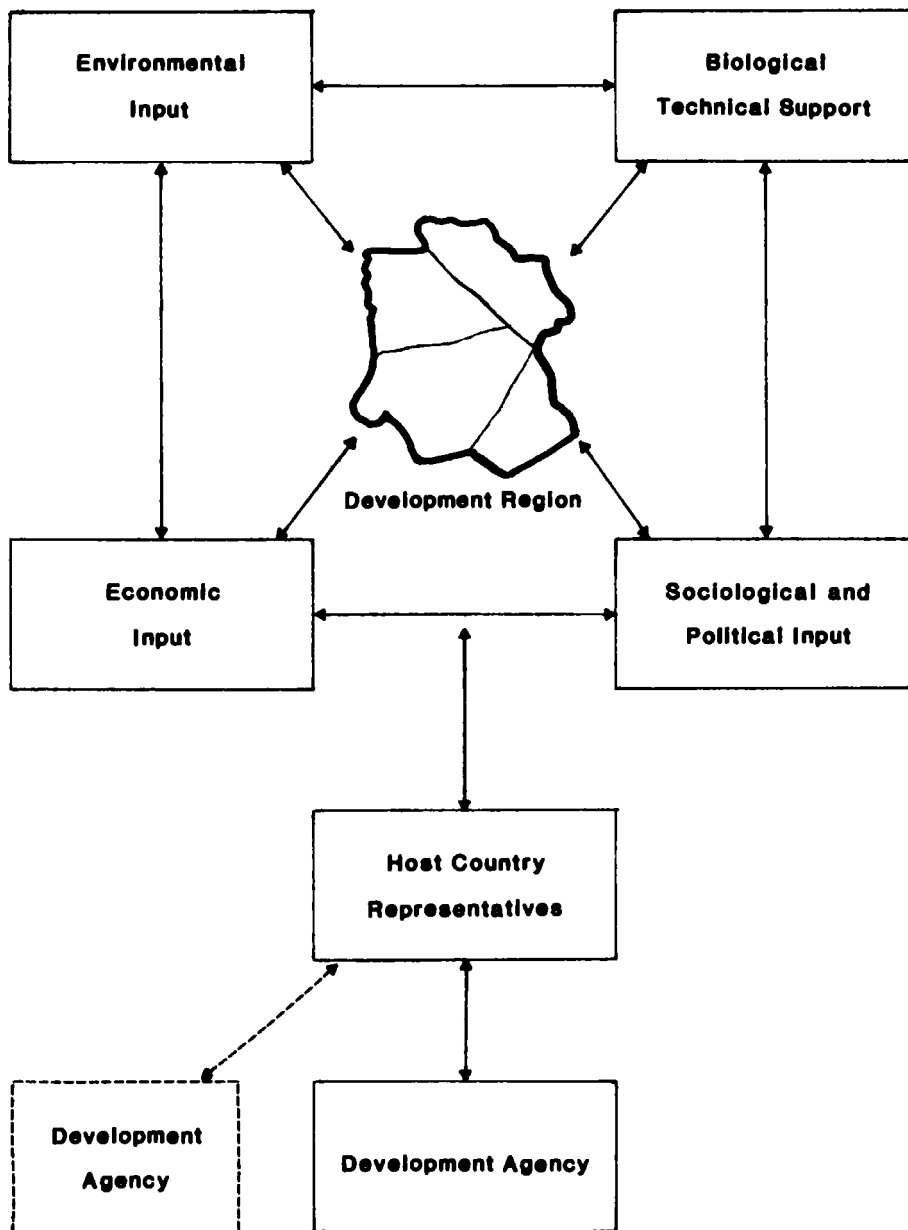 Environmental
Input
Biological
Technical Support
Development Region
Economic
Input
Sociological and
Political Input
Host Country
Representatives
Development
Agency
Development Agency